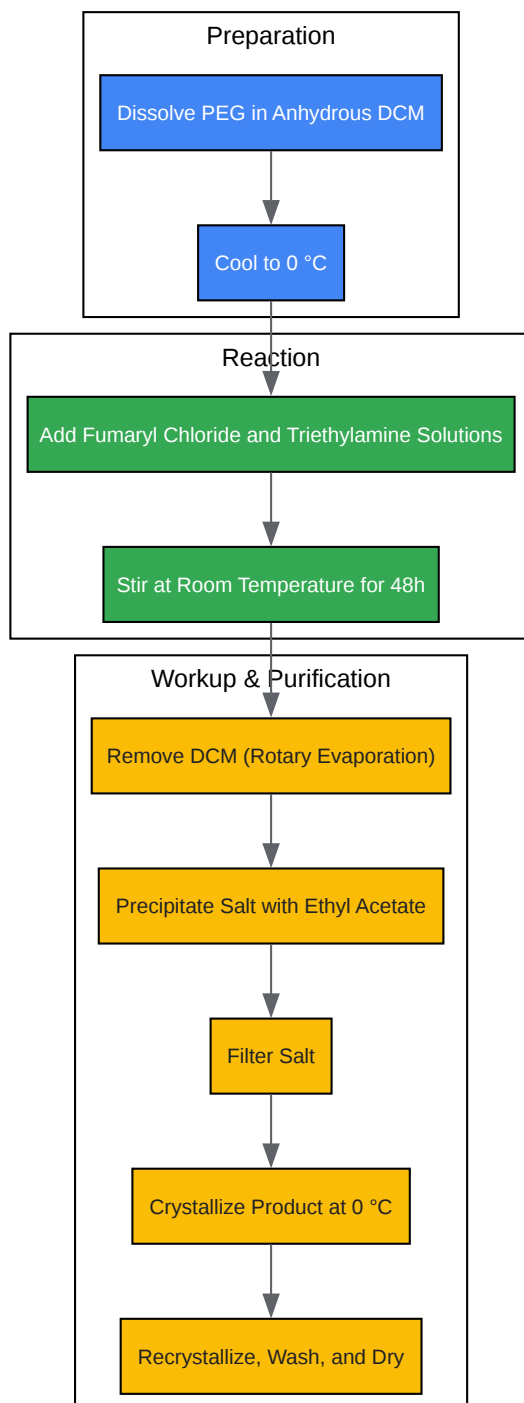 Preparation
Dissolve PEG in Anhydrous DCM
Cool to 0 °C
Reaction
Add Fumaryl Chloride and Triethylamine Solutions
Stir at Room Temperature for 48h
Workup & Purification
Remove DCM (Rotary Evaporation)
Precipitate Salt with Ethyl Acetate
Filter Salt
Crystallize Product at 0 °C
Recrystallize, Wash, and Dry